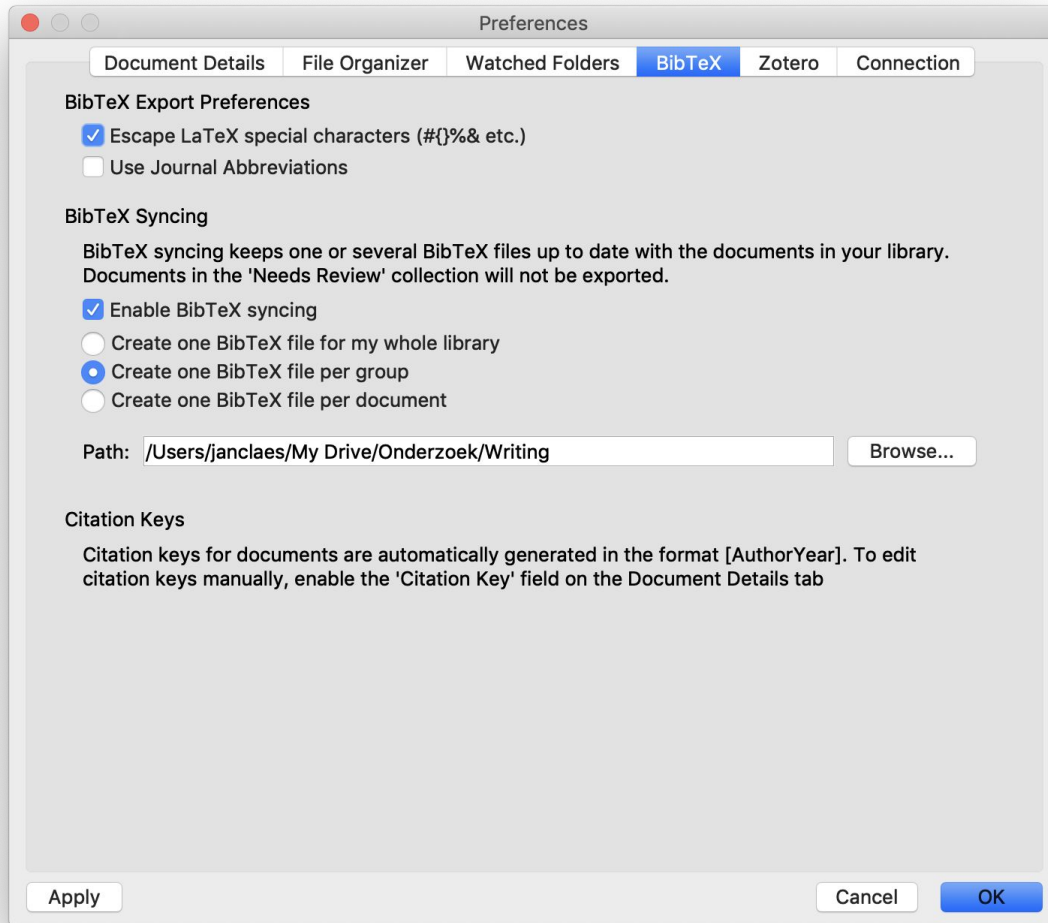 Preferences
Document Details File Organizer Watched Folders BibTeX Zotero Connection
BibTeX Export Preferences
Escape LaTeX special characters (#{}%& etc.)
Use Journal Abbreviations
BibTeX Syncing
BibTeX syncing keeps one or several BibTeX files up to date with the documents in your library.
Documents in the 'Needs Review' collection will not be exported.
Enable BibTeX syncing
Create one BibTeX file for my whole library
Create one BibTeX file per group
Create one BibTeX file per document
Path: /Users/janclaes/My Drive/Onderzoek/Writing Browse...
Citation Keys
Citation keys for documents are automatically generated in the format [AuthorYear]. To edit
citation keys manually, enable the 'Citation Key' field on the Document Details tab
Apply Cancel OK